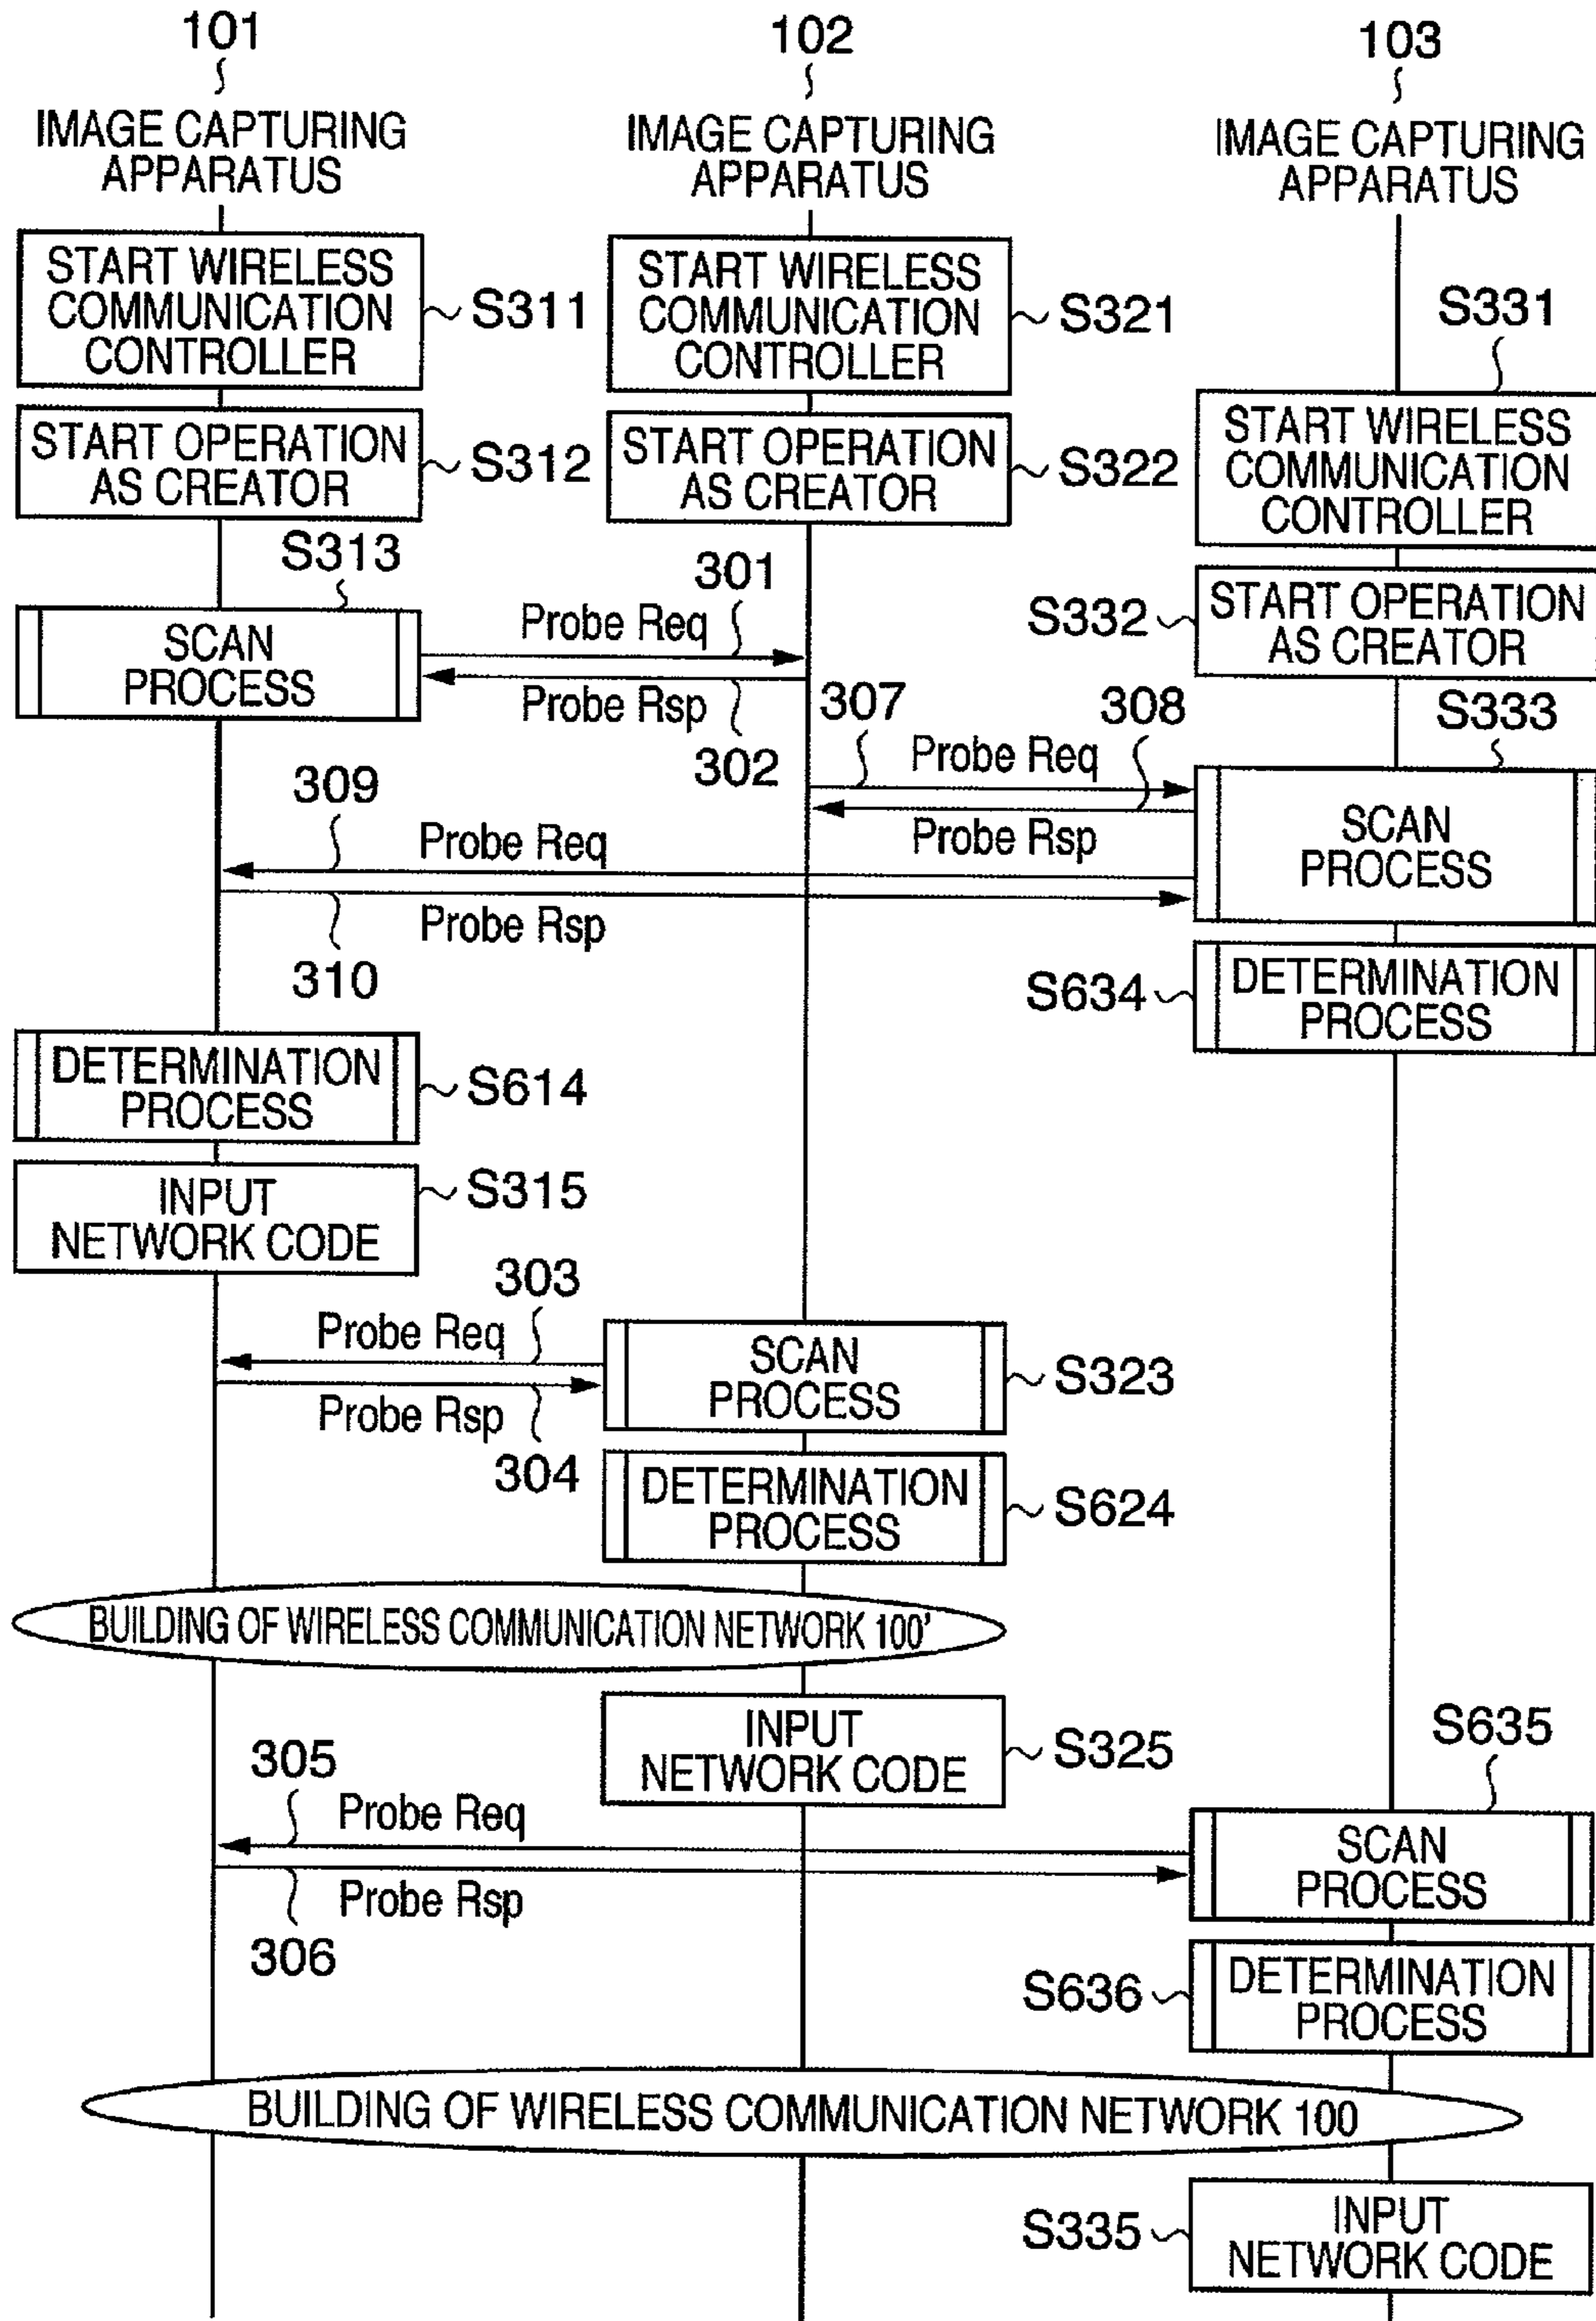 101
102
103
IMAGE CAPTURING
APPARATUS
IMAGE CAPTURING
APPARATUS
IMAGE CAPTURING
APPARATUS
START WIRELESS
COMMUNICATION
CONTROLLER
S311
START WIRELESS
COMMUNICATION
CONTROLLER
S321
S331
START OPERATION
AS CREATOR
S312
START OPERATION
AS CREATOR
S322
START WIRELESS
COMMUNICATION
CONTROLLER
S313
301
S332
START OPERATION
AS CREATOR
SCAN
PROCESS
Probe Req
Probe Rsp
302
307
308
S333
Probe Req
Probe Rsp
SCAN
PROCESS
309
Probe Req
Probe Rsp
310
S634
DETERMINATION
PROCESS
DETERMINATION
PROCESS
S614
INPUT
NETWORK CODE
S315
303
Probe Req
Probe Rsp
304
SCAN
PROCESS
S323
DETERMINATION
PROCESS
S624
BUILDING OF WIRELESS COMMUNICATION NETWORK 100'
INPUT
NETWORK CODE
S325
S635
305
Probe Req
Probe Rsp
306
SCAN
PROCESS
S636
DETERMINATION
PROCESS
BUILDING OF WIRELESS COMMUNICATION NETWORK 100
S335
INPUT
NETWORK CODE